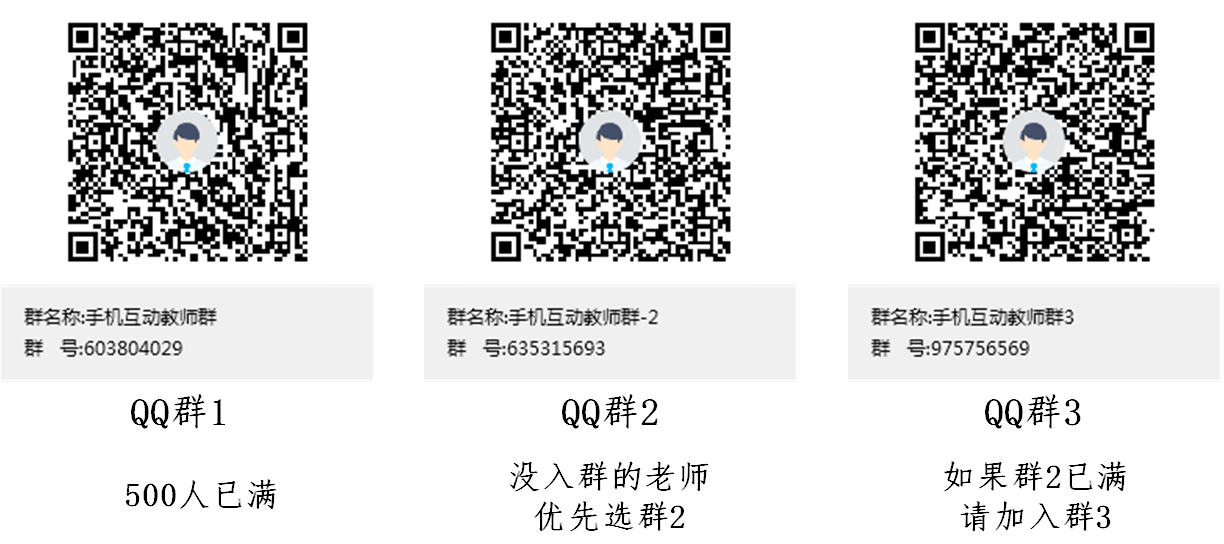 群名称:手机互动教师群
群 号:603804029
QQ群1
500人已满
群名称:手机互动教师群-2
群 号:635315693
QQ群2
没入群的老师
优先选群2
群名称:手机互动教师群3
群 号:975756569
QQ群3
如果群2已满
请加入群3